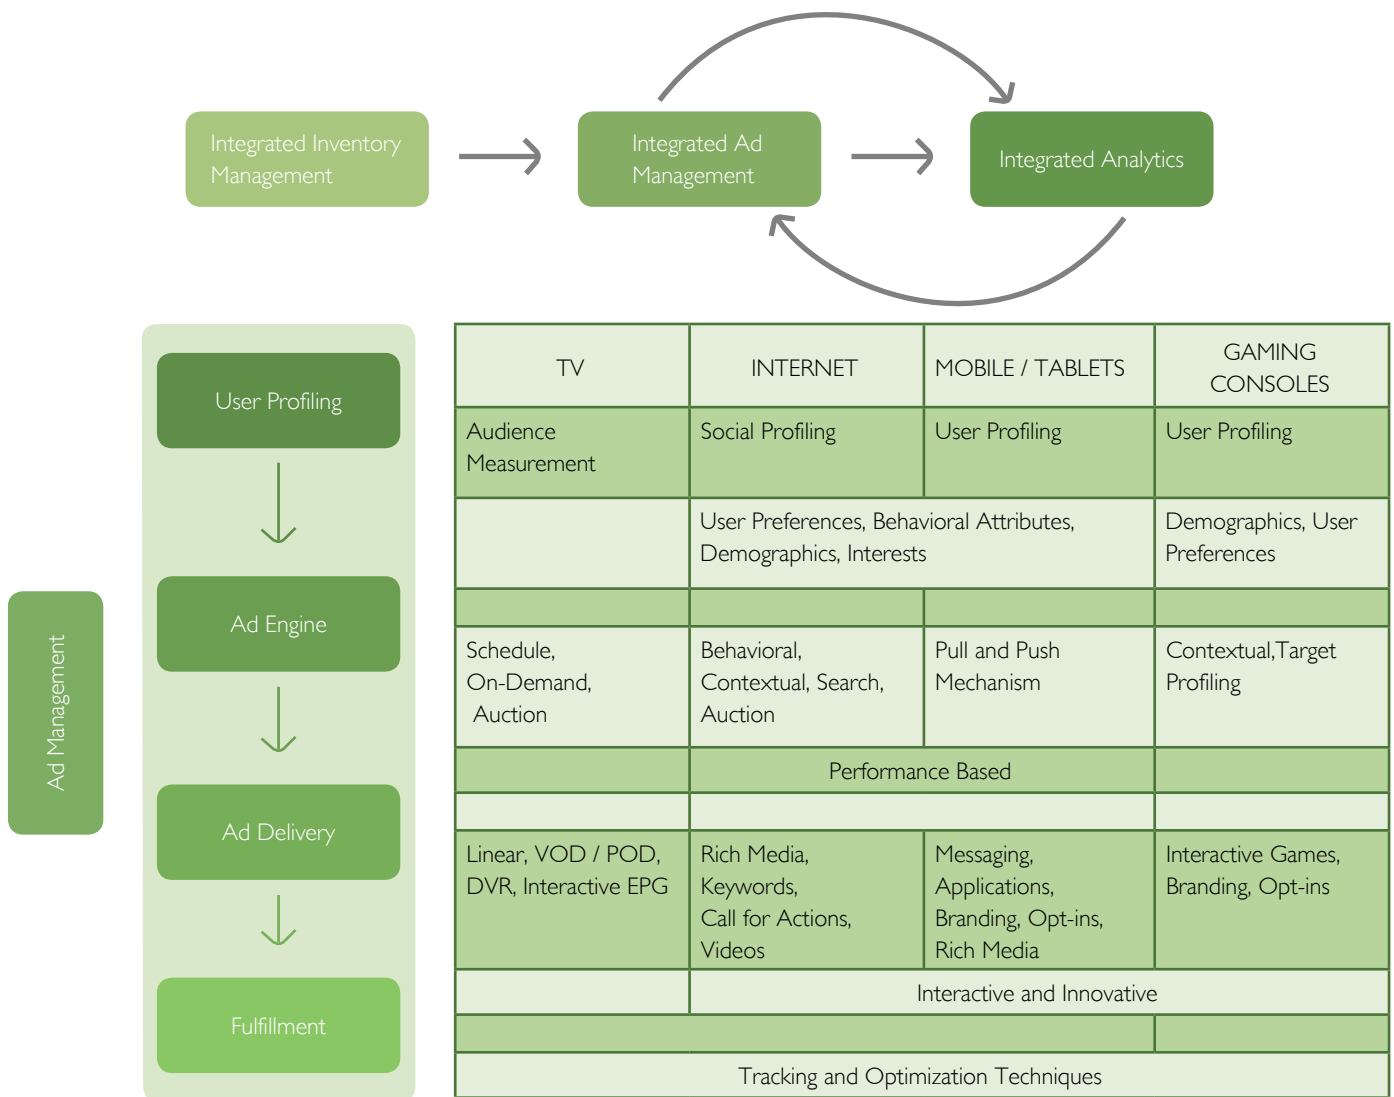 Integrated Inventory
Management
Integrated Ad
Management
Integrated Analytics
Ad Management
User Profiling
Ad Engine
Ad Delivery
Fulfillment
TV
INTERNET
MOBILE / TABLETS
GAMING
CONSOLES
Audience
Measurement
Social Profiling
User Profiling
User Profiling
User Preferences, Behavioral Attributes,
Demographics, Interests
Demographics, User
Preferences
Schedule,
On-Demand,
Auction
Behavioral,
Contextual, Search,
Auction
Pull and Push
Mechanism
Contextual,Target
Profiling
Performance Based
Linear, VOD / POD,
DVR, Interactive EPG
Rich Media,
Keywords,
Call for Actions,
Videos
Messaging,
Applications,
Branding, Opt-ins,
Rich Media
Interactive Games,
Branding, Opt-ins
Interactive and Innovative
Tracking and Optimization Techniques